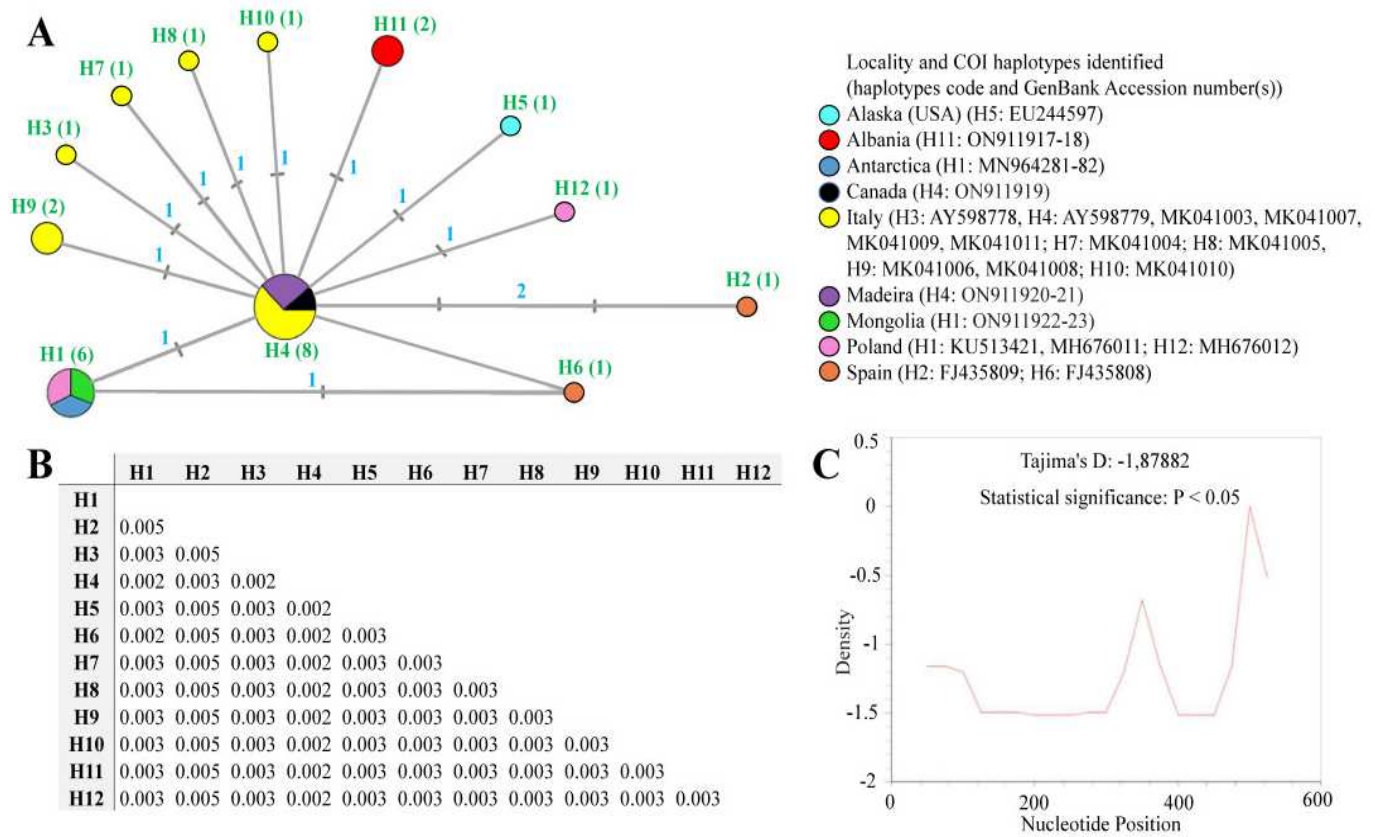 A
H10 (1)
H11 (2)
H8 (1)
H7 (1)
H5 (1)
H3 (1)
1
1
1
1
1
1
H12 (1)
H9 (2)
1
1
1
2
H2 (1)
1
H4 (8)
H1 (6)
H6 (1)
1
Locality and COI haplotypes identified
(haplotypes code and GenBank Accession number(s))
Alaska (USA) (H5: EU244597)
Albania (H11: ON911917-18)
Antarctica (H1: MN964281-82)
Canada (H4: ON911919)
Italy (H3: AY598778, H4: AY598779, MK041003, MK041007,
MK041009, MK041011; H7: MK041004; H8: MK041005,
H9: MK041006, MK041008; H10: MK041010)
Madeira (H4: ON911920-21)
Mongolia (H1: ON911922-23)
Poland (H1: KU513421, MH676011; H12: MH676012)
Spain (H2: FJ435809; H6: FJ435808)
B
H1 H2 H3 H4 H5 H6 H7 H8 H9 H10 H11 H12
H1
H2 0.005
H3 0.003 0.005
H4 0.002 0.003 0.002
H5 0.003 0.005 0.003 0.002
H6 0.002 0.005 0.003 0.002 0.003
H7 0.003 0.005 0.003 0.002 0.003 0.003
H8 0.003 0.005 0.003 0.002 0.003 0.003 0.003
H9 0.003 0.005 0.003 0.002 0.003 0.003 0.003 0.003
H10 0.003 0.005 0.003 0.002 0.003 0.003 0.003 0.003 0.003
H11 0.003 0.005 0.003 0.002 0.003 0.003 0.003 0.003 0.003 0.003
H12 0.003 0.005 0.003 0.002 0.003 0.003 0.003 0.003 0.003 0.003 0.003
C
Tajima's D: -1,87882
Statistical significance: P < 0.05
0.5
0
-0.5
-1
-1.5
-2
Density
0 200 400 600
Nucleotide Position